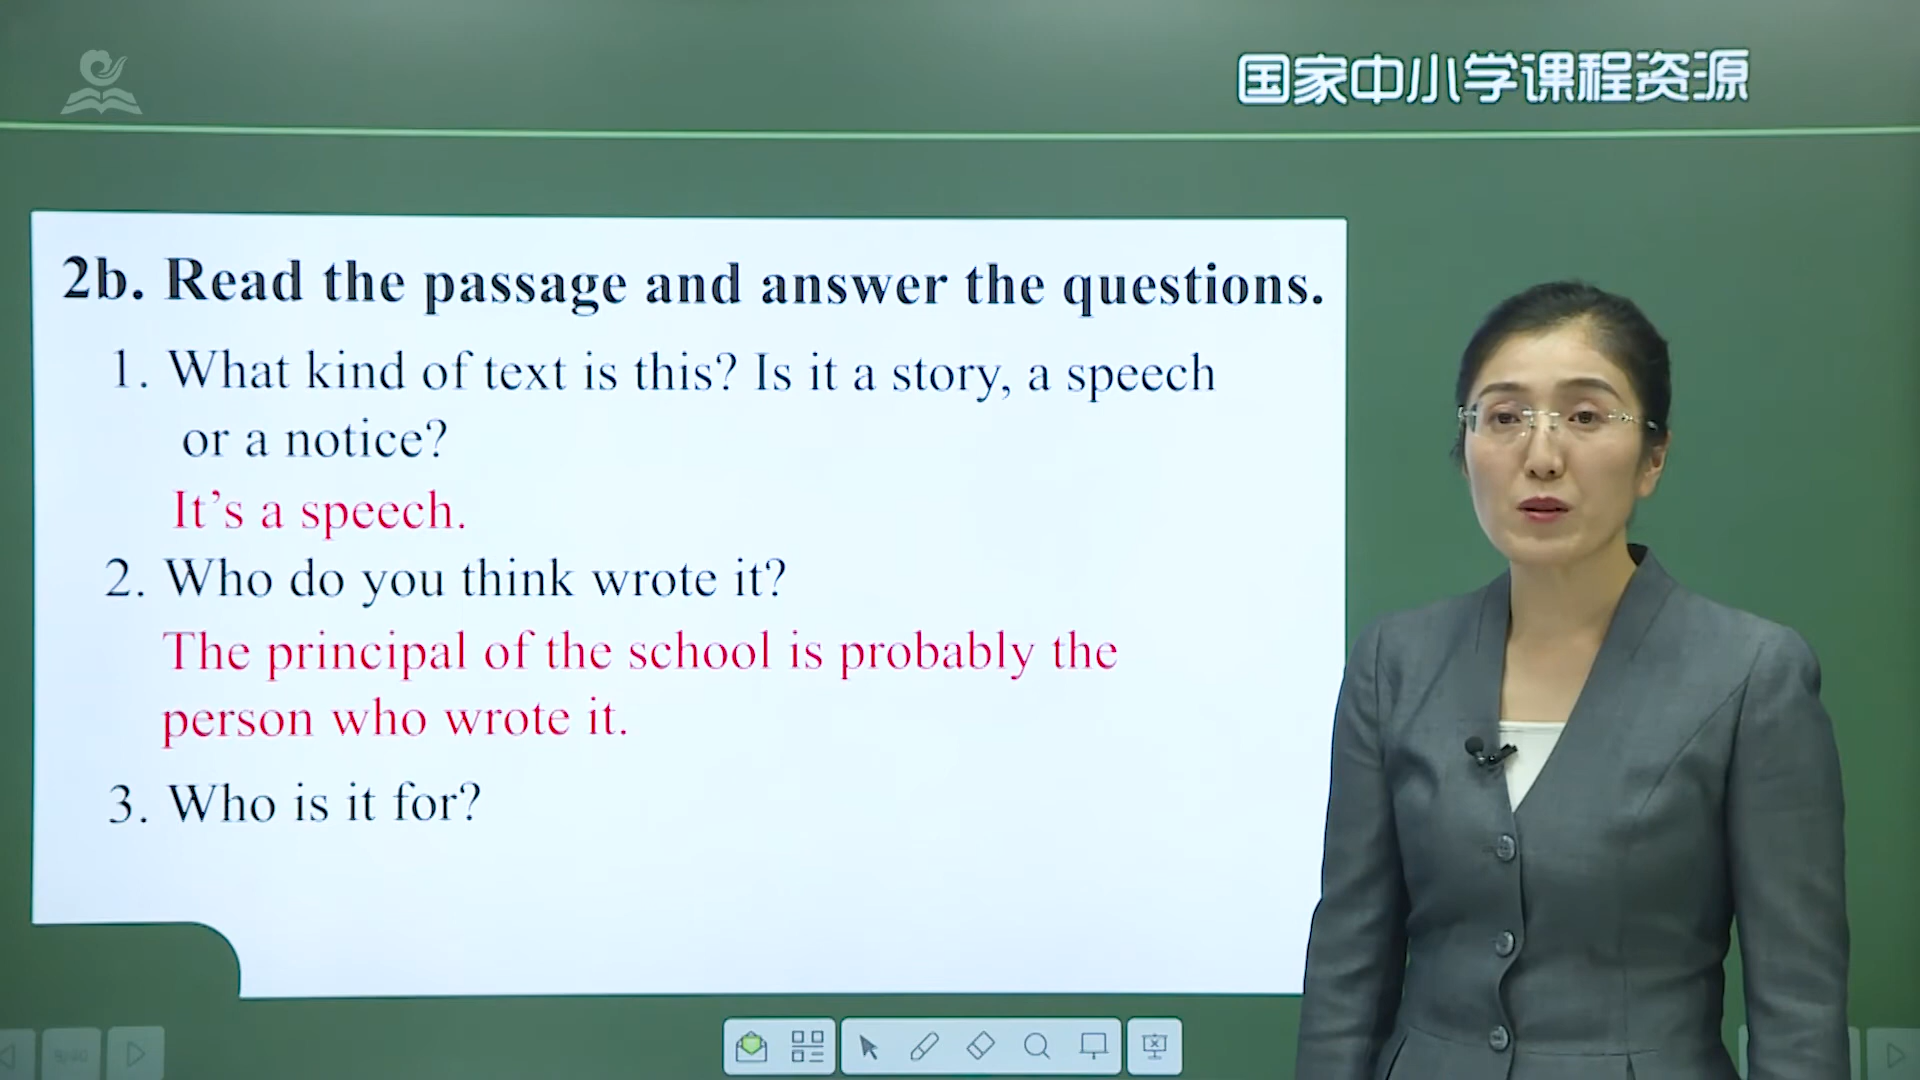 国家中小学课程资源
2b. Read the passage and answer the questions.
1. What kind of text is this? Is it a story, a speech
or a notice?
It's a speech.
2. Who do you think wrote it?
The principal of the school is probably the
person who wrote it.
3. Who is it for?